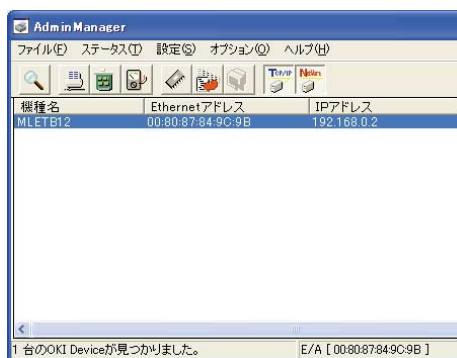 AdminManager
ファイル(F) ステータス(T) 設定(S) オプション(O) ヘルプ(H)
TCP/IP NetWare
機種名 Ethernetアドレス IPアドレス
MLETB12 00:80:87:84:9C:9B 192.168.0.2
1 台のOKI Deviceが見つかりました。 E/A [ 00:80:87:84:9C:9B ]